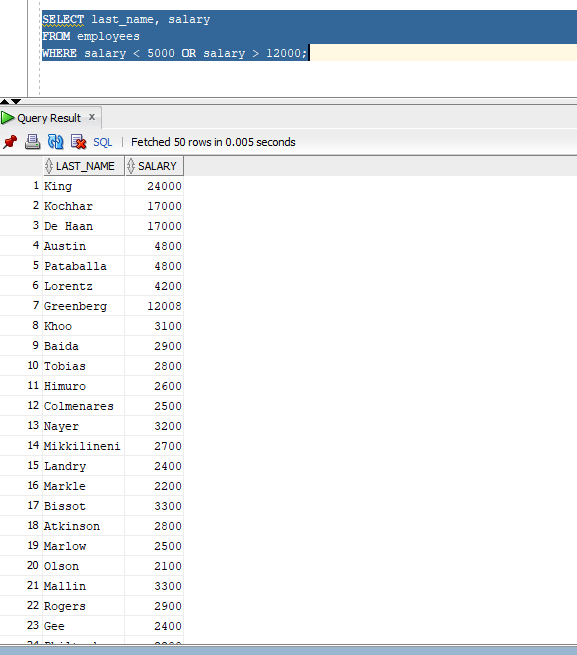 SELECT last_name, salary
FROM employees
WHERE salary < 5000 OR salary > 12000;
Query Result x
SQL | Fetched 50 rows in 0.005 seconds
LAST_NAME SALARY
1 King 24000
2 Kochhar 17000
3 De Haan 17000
4 Austin 4800
5 Pataballa 4800
6 Lorentz 4200
7 Greenberg 12008
8 Khoo 3100
9 Baida 2900
10 Tobias 2800
11 Himuro 2600
12 Colmenares 2500
13 Nayer 3200
14 Mikkilineni 2700
15 Landry 2400
16 Markle 2200
17 Bissot 3300
18 Atkinson 2800
19 Marlow 2500
20 Olson 2100
21 Mallin 3300
22 Rogers 2900
23 Gee 2400